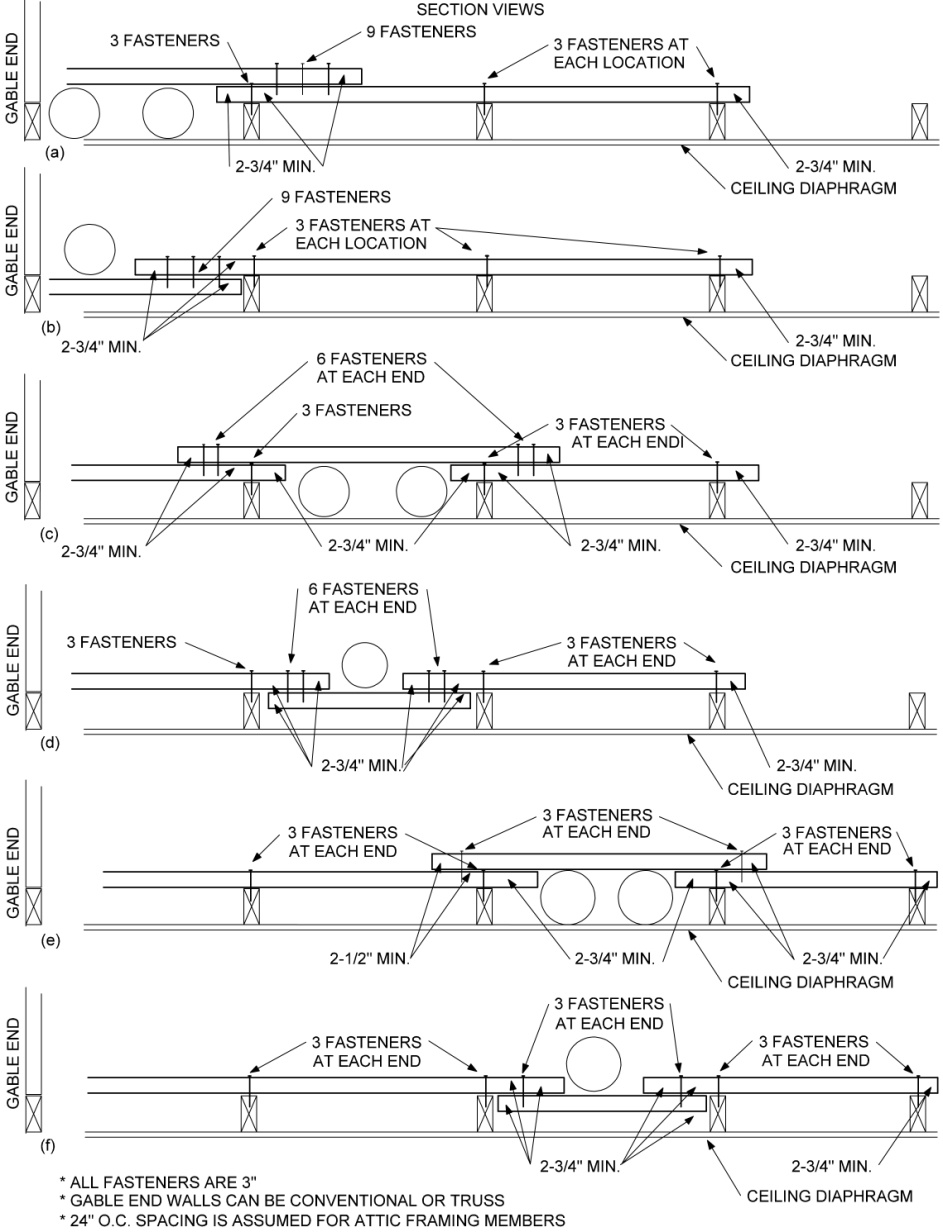 SECTION VIEWS
GABLE END
3 FASTENERS
9 FASTENERS
3 FASTENERS AT
EACH LOCATION
(a)
2-3/4" MIN.
2-3/4" MIN.
CEILING DIAPHRAGM
GABLE END
9 FASTENERS
3 FASTENERS AT
EACH LOCATION
(b)
2-3/4" MIN.
2-3/4" MIN.
CEILING DIAPHRAGM
GABLE END
6 FASTENERS
AT EACH END
3 FASTENERS
3 FASTENERS
AT EACH ENDI
(c)
2-3/4" MIN.
2-3/4" MIN.
2-3/4" MIN.
2-3/4" MIN.
CEILING DIAPHRAGM
GABLE END
3 FASTENERS
6 FASTENERS
AT EACH END
3 FASTENERS
AT EACH END
(d)
2-3/4" MIN.
2-3/4" MIN.
CEILING DIAPHRAGM
GABLE END
3 FASTENERS
AT EACH END
3 FASTENERS
AT EACH END
3 FASTENERS
AT EACH END
(e)
2-1/2" MIN.
2-3/4" MIN.
2-3/4" MIN.
CEILING DIAPHRAGM
GABLE END
3 FASTENERS
AT EACH END
3 FASTENERS
AT EACH END
3 FASTENERS
AT EACH END
(f)
2-3/4" MIN.
2-3/4" MIN.
CEILING DIAPHRAGM
* ALL FASTENERS ARE 3"
* GABLE END WALLS CAN BE CONVENTIONAL OR TRUSS
* 24" O.C. SPACING IS ASSUMED FOR ATTIC FRAMING MEMBERS